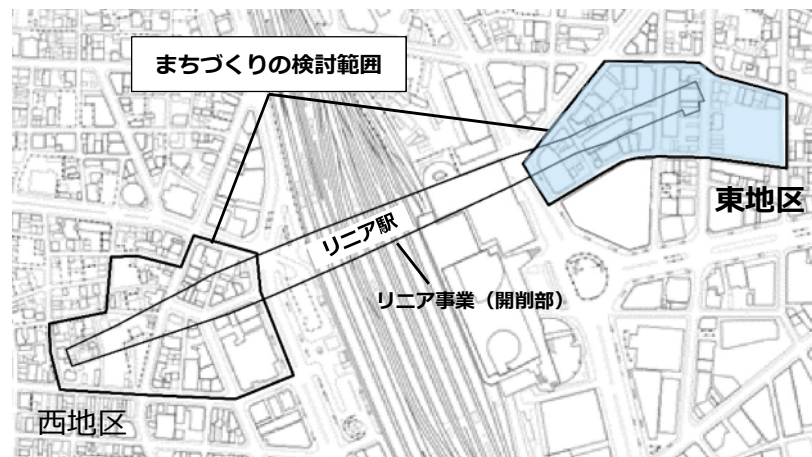 まちづくりの検討範囲
東地区
リニア駅
リニア事業（開削部）
西地区